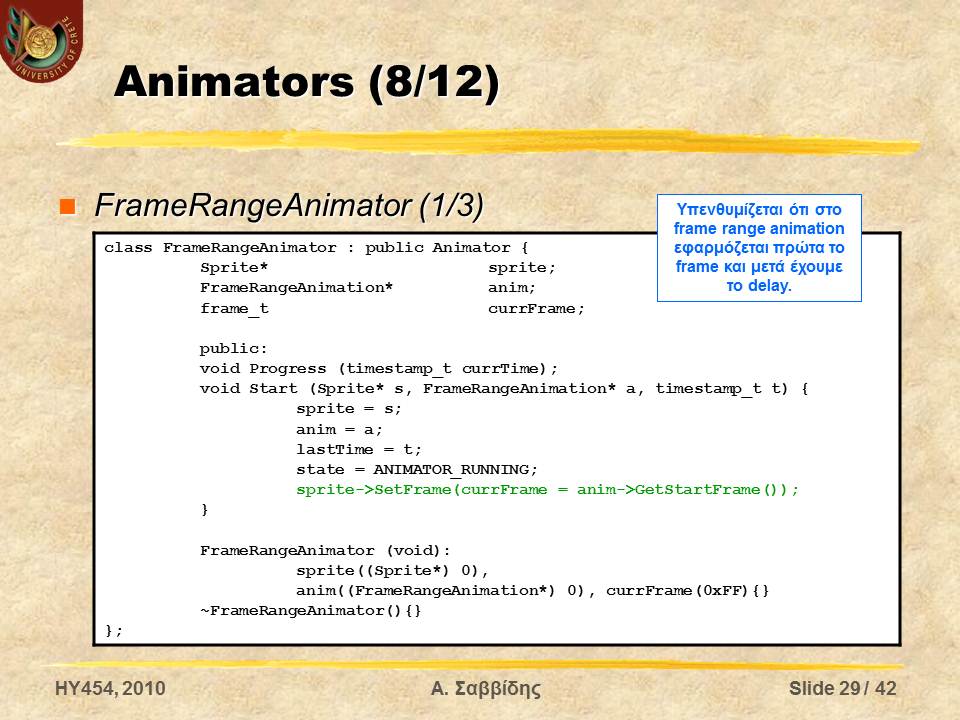 UNIVERSITY OF CRETE
Animators (8/12)
FrameRangeAnimator (1/3)
Υπενθυμίζεται ότι στο
frame range animation
εφαρμόζεται πρώτα το
frame και μετά έχουμε
το delay.
class FrameRangeAnimator : public Animator {
Sprite* sprite;
FrameRangeAnimation* anim;
frame_t currFrame;
public:
void Progress (timestamp_t currTime);
void Start (Sprite* s, FrameRangeAnimation* a, timestamp_t t) {
sprite = s;
anim = a;
lastTime = t;
state = ANIMATOR_RUNNING;
sprite->SetFrame(currFrame = anim->GetStartFrame());
}
FrameRangeAnimator (void):
sprite((Sprite*) 0),
anim((FrameRangeAnimation*) 0), currFrame(0xFF){}
~FrameRangeAnimator(){}
};
HY454, 2010 Α. Σαββίδης Slide 29 / 42